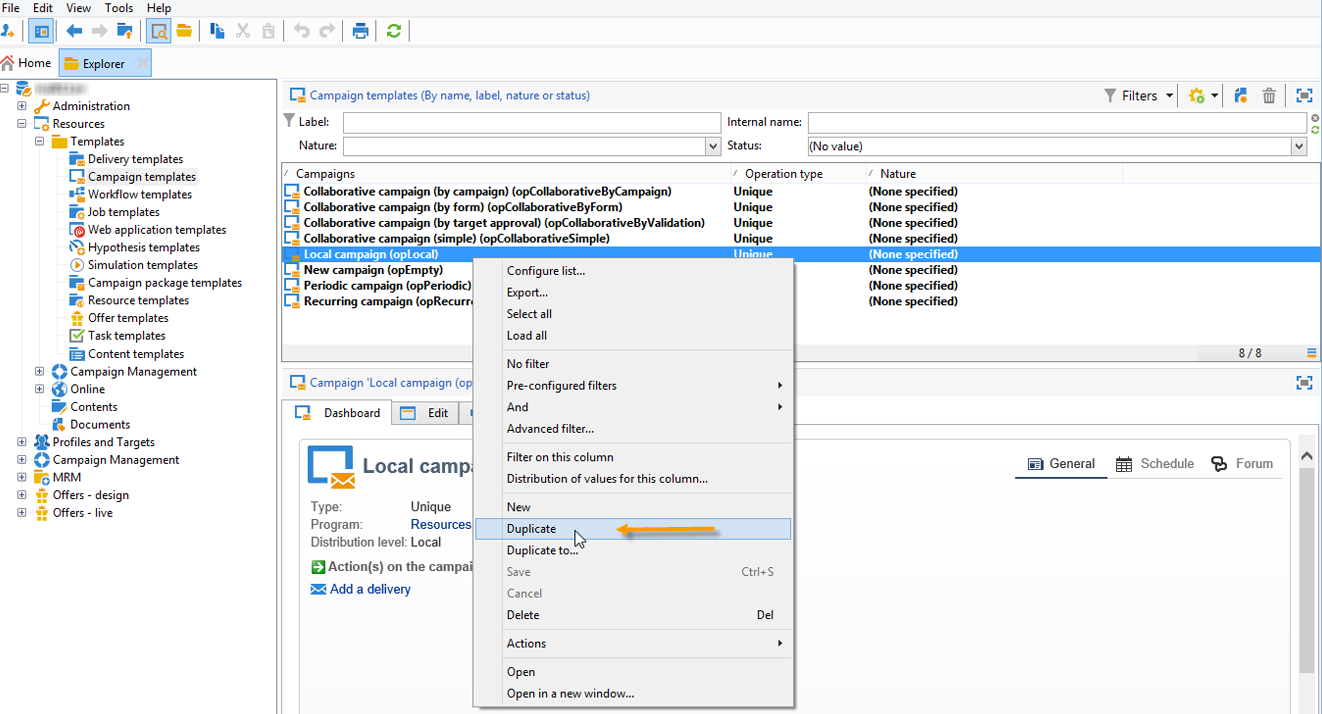 File Edit View Tools Help
Home Explorer
Administration
Resources
Templates
Delivery templates
Campaign templates
Workflow templates
Job templates
Web application templates
Hypothesis templates
Simulation templates
Campaign package templates
Resource templates
Offer templates
Task templates
Content templates
Campaign Management
Online
Contents
Documents
Profiles and Targets
Campaign Management
MRM
Offers - design
Offers - live
Campaign templates (By name, label, nature or status) Filters
Label: Internal name:
Nature: Status: (No value)
Campaigns Operation type Nature
Collaborative campaign (by campaign) (opCollaborativeByCampaign) Unique (None specified)
Collaborative campaign (by form) (opCollaborativeByForm) Unique (None specified)
Collaborative campaign (by target approval) (opCollaborativeByValidation) Unique (None specified)
Collaborative campaign (simple) (opCollaborativeSimple) Unique (None specified)
Local campaign (opLocal) Unique (None specified)
New campaign (opEmpty) (None specified)
Periodic campaign (opPeriodic) (None specified)
Recurring campaign (opRecurre (None specified)
8 / 8
Configure list...
Export...
Select all
Load all
No filter
Pre-configured filters
And
Advanced filter...
Filter on this column
Distribution of values for this column...
New
Duplicate
Duplicate to...
Save Ctrl+S
Cancel
Delete Del
Actions
Open
Open in a new window...
Campaign 'Local campaign (op
Dashboard Edit
Local campa
General Schedule Forum
Type: Unique
Program: Resources
Distribution level: Local
Action(s) on the campai
Add a delivery